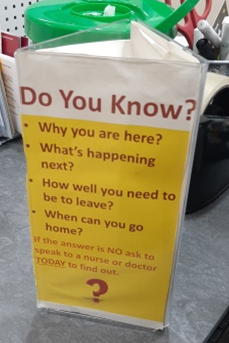 Do You Know?
• Why you are here?
• What's happening
next?
• How well you need to
be to leave?
• When can you go
home?
If the answer is NO ask to
speak to a nurse or doctor
TODAY to find out.
?